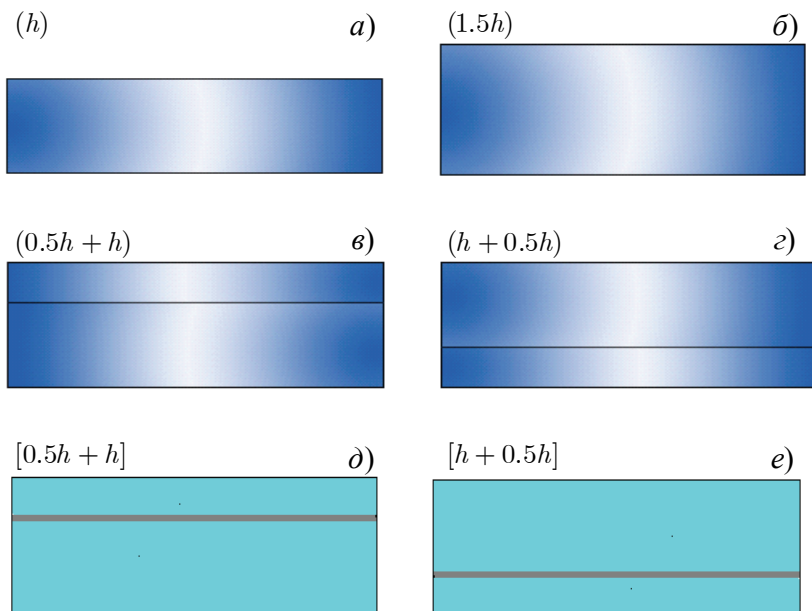 (h) а)
(1.5h) б)
(0.5h + h) в)
(h + 0.5h) г)
[0.5h + h] д)
[h + 0.5h] е)